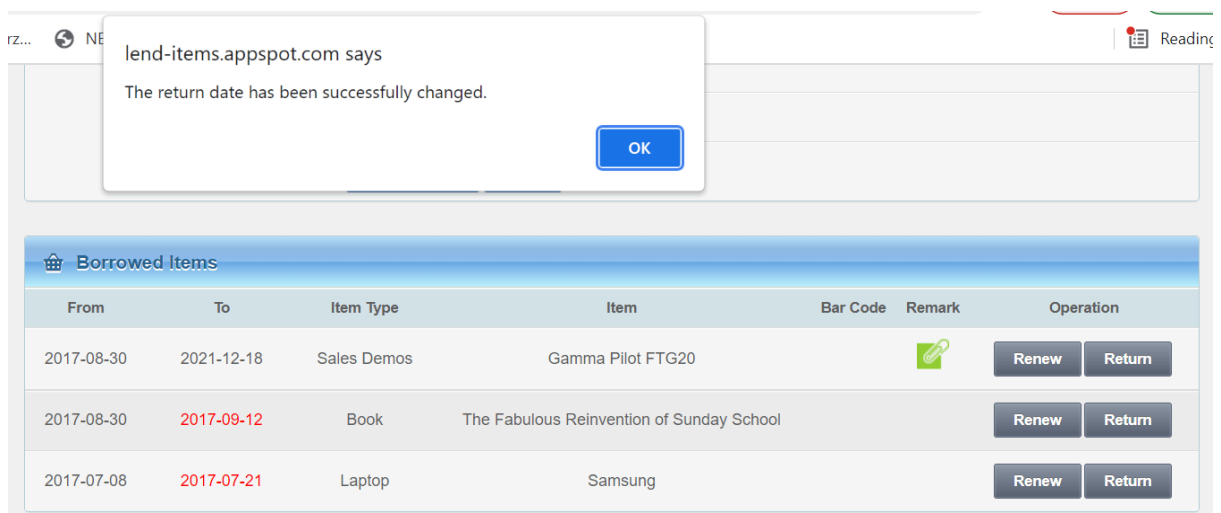 rz...
NE
Reading
lend-items.appspot.com says
The return date has been successfully changed.
OK
Borrowed Items
From To Item Type Item Bar Code Remark Operation
2017-08-30 2021-12-18 Sales Demos Gamma Pilot FTG20 Renew Return
2017-08-30 2017-09-12 Book The Fabulous Reinvention of Sunday School Renew Return
2017-07-08 2017-07-21 Laptop Samsung Renew Return